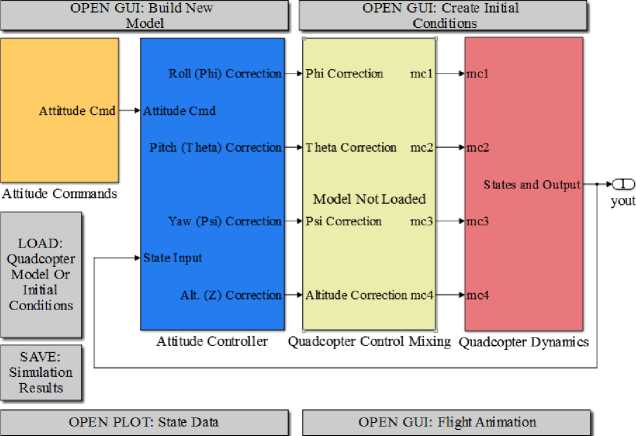 OPEN GUI: Build New
Model
OPEN GUI: Create Initial
Conditions
Attittude Cmd
Attitude Commands
Roll (Phi) Correction
Attitude Cmd
Pitch (Theta) Correction
Yaw (Psi) Correction
State Input
Alt. (Z) Correction
Attitude Controller
Phi Correction
mc1
Theta Correction
mc2
Model Not Loaded
Psi Correction
mc3
Altitude Correction
mc4
Quadcopter Control Mixing
mc1
mc2
States and Output
mc3
mc4
Quadcopter Dynamics
1
yout
LOAD:
Quadcopter
Model Or
Initial
Conditions
SAVE:
Simulation
Results
OPEN PLOT: State Data
OPEN GUI: Flight Animation